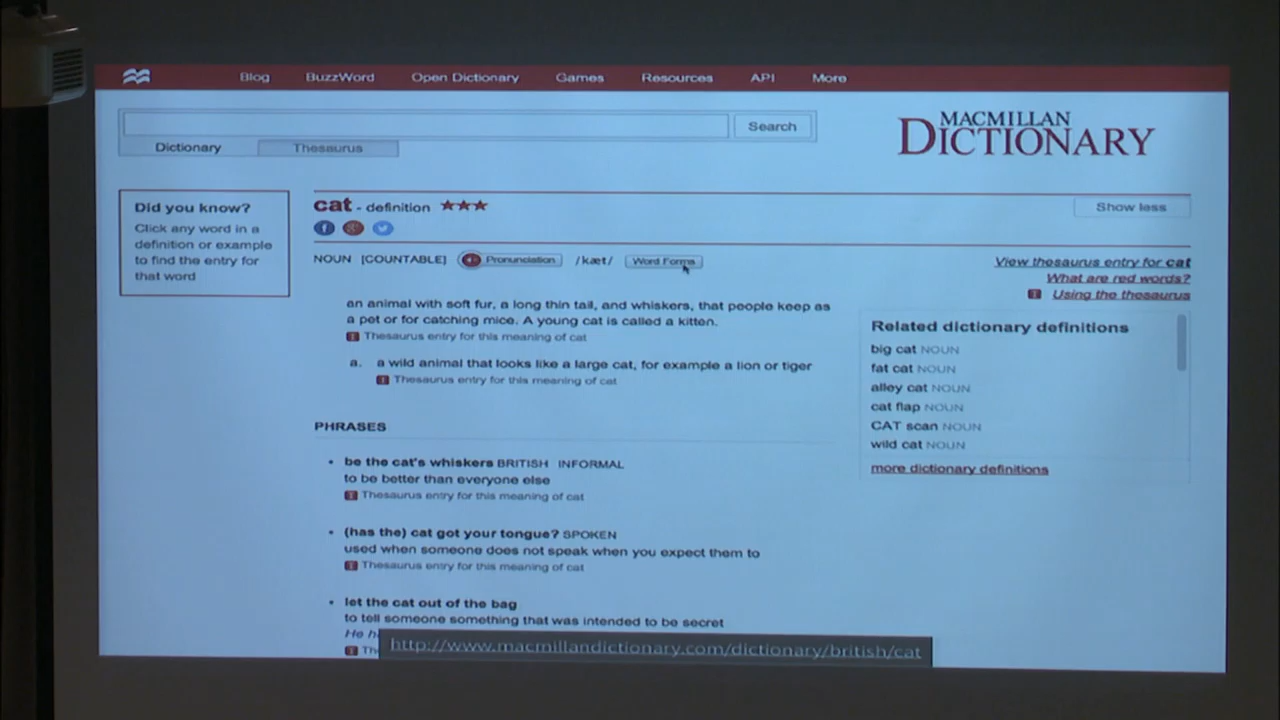 Blog BuzzWord Open Dictionary Games Resources API More
Search
MACMILLAN
DICTIONARY
Dictionary Thesaurus
Did you know?
Click any word in a
definition or example
to find the entry for
that word
cat - definition ★★★
Show less
NOUN [COUNTABLE] Pronunciation /kæt/ Word Forms
an animal with soft fur, a long thin tail, and whiskers, that people keep as
a pet or for catching mice. A young cat is called a kitten.
Thesaurus entry for this meaning of cat
a. a wild animal that looks like a large cat, for example a lion or tiger
Thesaurus entry for this meaning of cat
PHRASES
• be the cat's whiskers BRITISH INFORMAL
to be better than everyone else
Thesaurus entry for this meaning of cat
• (has the) cat got your tongue? SPOKEN
used when someone does not speak when you expect them to
Thesaurus entry for this meaning of cat
• let the cat out of the bag
to tell someone something that was intended to be secret
He
http://www.macmillandictionary.com/dictionary/british/cat
View thesaurus entry for cat
What are red words?
Using the thesaurus
Related dictionary definitions
big cat NOUN
fat cat NOUN
alley cat NOUN
cat flap NOUN
CAT scan NOUN
wild cat NOUN
more dictionary definitions